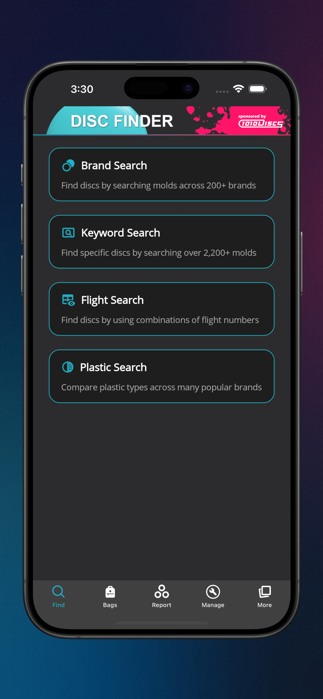 3:30
DISC FINDER
sponsored by
1010DISCS
Brand Search
Find discs by searching molds across 200+ brands
Keyword Search
Find specific discs by searching over 2,200+ molds
Flight Search
Find discs by using combinations of flight numbers
Plastic Search
Compare plastic types across many popular brands
Find
Bags
Report
Manage
More